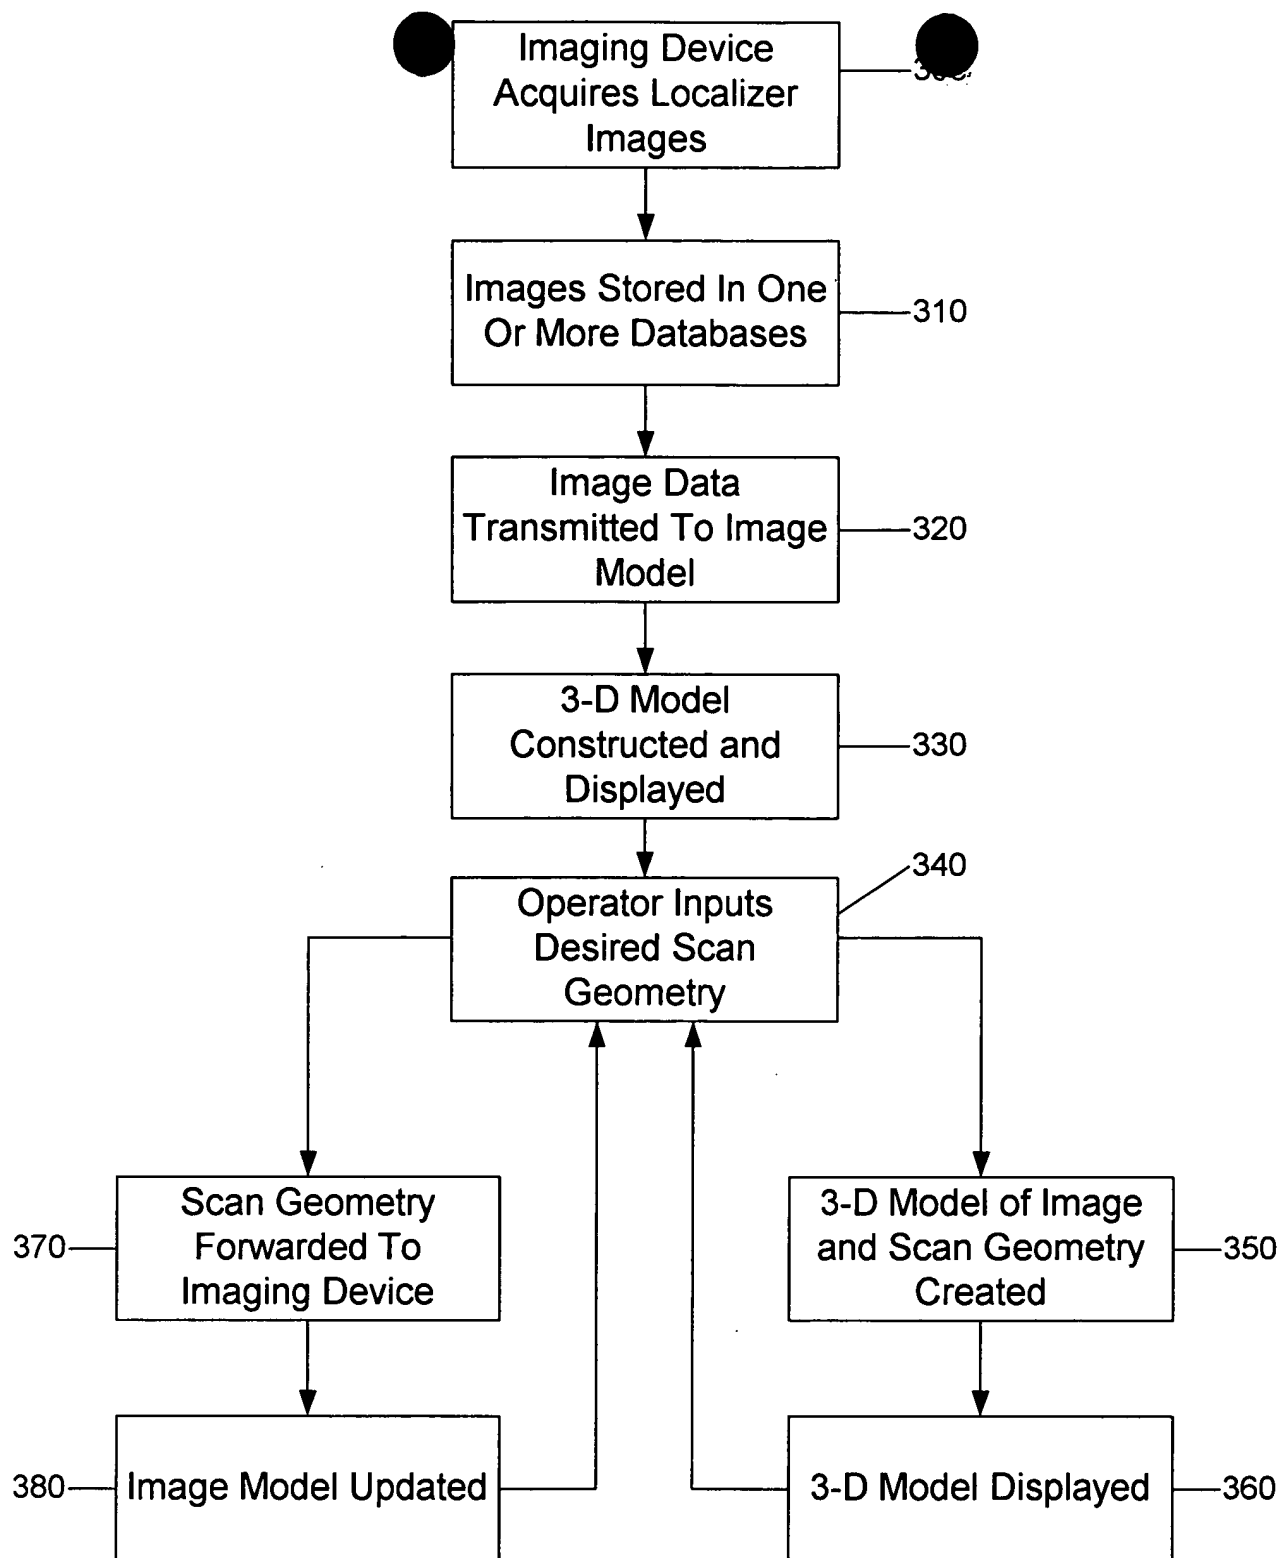 Imaging Device
Acquires Localizer
Images
Images Stored In One
Or More Databases
310
Image Data
Transmitted To Image
Model
320
3-D Model
Constructed and
Displayed
330
340
Operator Inputs
Desired Scan
Geometry
Scan Geometry
Forwarded To
Imaging Device
370
3-D Model of Image
and Scan Geometry
Created
350
380
Image Model Updated
3-D Model Displayed
360